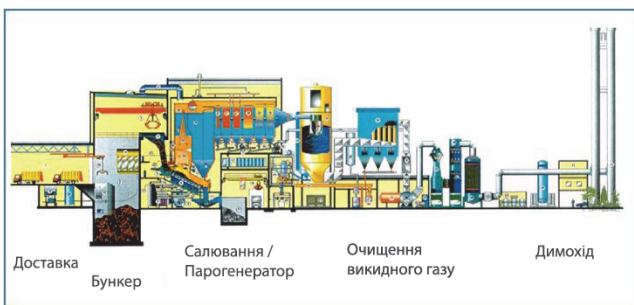 Доставка
Бункер
Салювання /
Парогенератор
Очищення
викидного газу
Димохід